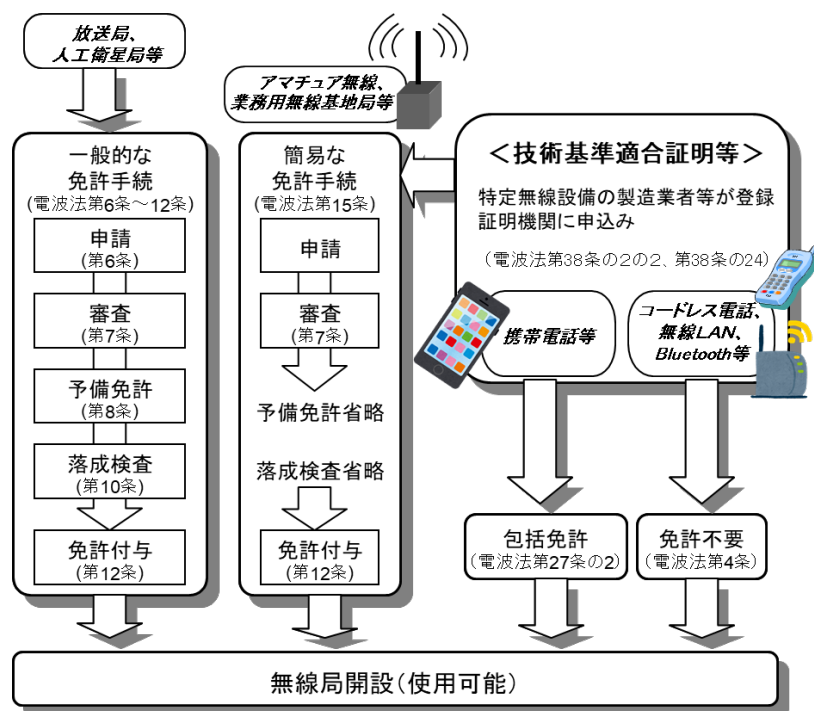 放送局、
人工衛星局等
アマチュア無線、
業務用無線基地局等
一般的な
免許手続
(電波法第6条～12条)
申請
(第6条)
審査
(第7条)
予備免許
(第8条)
落成検査
(第10条)
免許付与
(第12条)
簡易な
免許手続
(電波法第15条)
申請
審査
(第7条)
予備免許省略
落成検査省略
免許付与
(第12条)
＜技術基準適合証明等＞
特定無線設備の製造業者等が登録
証明機関に申込み
(電波法第38条の2の2、第38条の24)
携帯電話等
コードレス電話、
無線LAN、
Bluetooth等
包括免許
(電波法第27条の2)
免許不要
(電波法第4条)
無線局開設(使用可能)